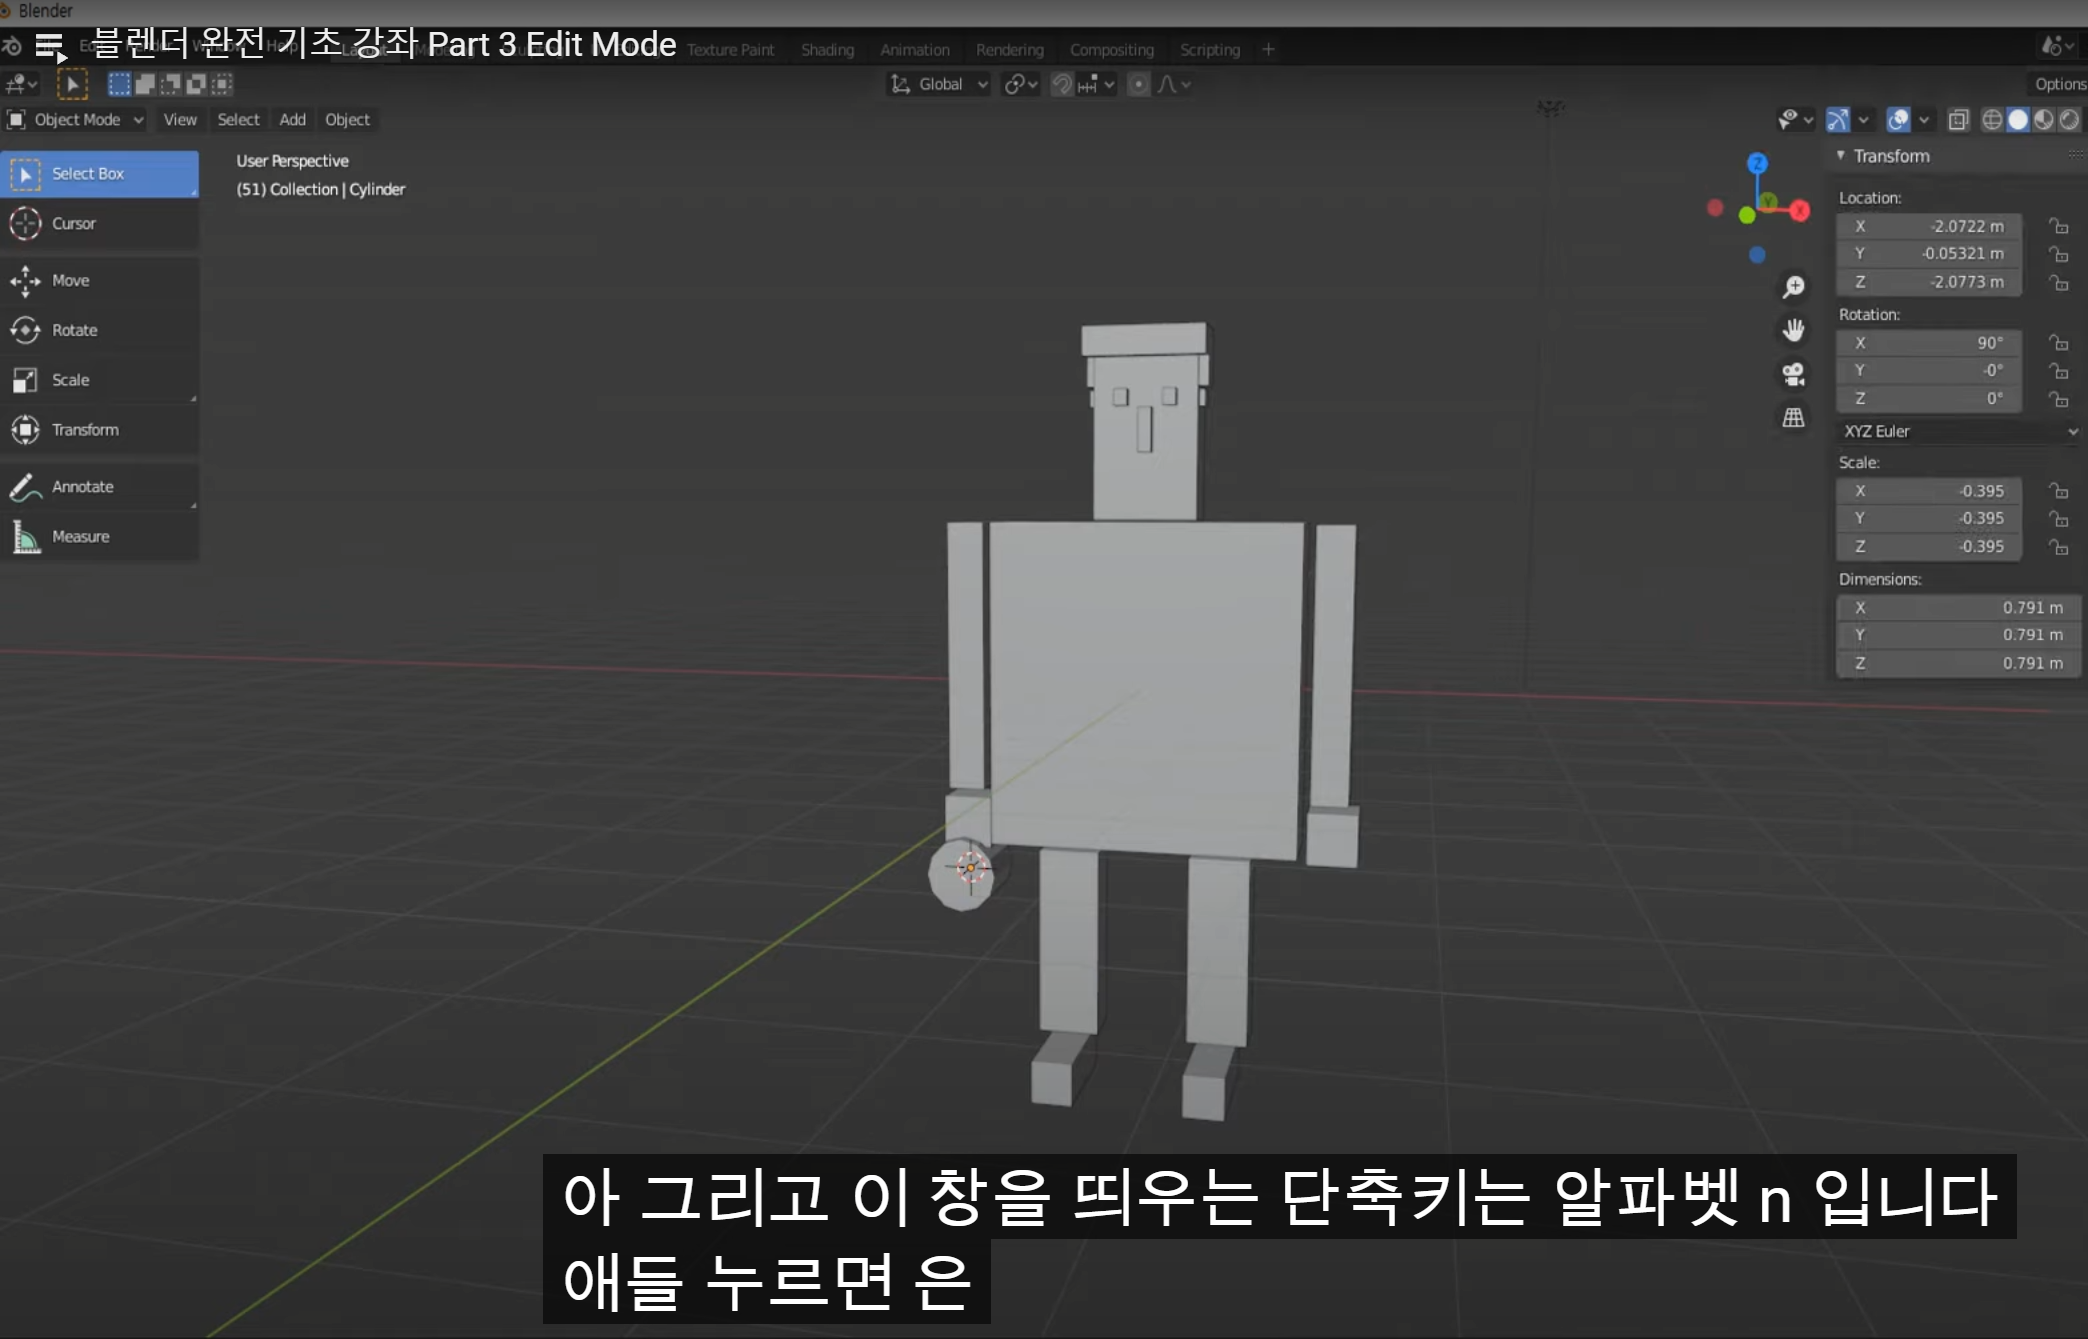 Blender
블렌더 완전 기초 강좌 Part 3 Edit Mode
Texture Paint Shading Animation Rendering Compositing Scripting +
Global
Options
Object Mode View Select Add Object
Select Box
Cursor
Move
Rotate
Scale
Transform
Annotate
Measure
User Perspective
(51) Collection | Cylinder
Z
Y
X
Transform
Location:
X -2.0722 m
Y -0.05321 m
Z -2.0773 m
Rotation:
X 90°
Y -0°
Z 0°
XYZ Euler
Scale:
X -0.395
Y -0.395
Z -0.395
Dimensions:
X 0.791 m
Y 0.791 m
Z 0.791 m
아 그리고 이 창을 띄우는 단축키는 알파벳 n 입니다
애들 누르면 은